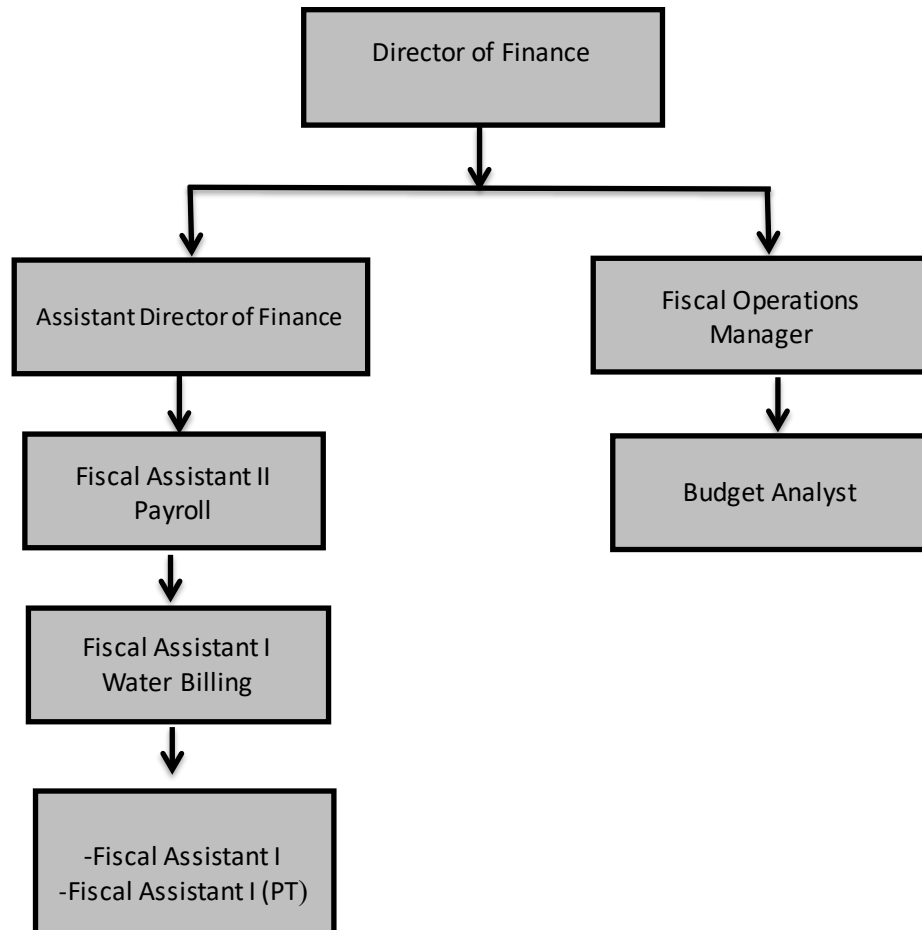 Director of Finance
Assistant Director of Finance
Fiscal Operations
Manager
Fiscal Assistant II
Payroll
Budget Analyst
Fiscal Assistant I
Water Billing
-Fiscal Assistant I
-Fiscal Assistant I (PT)